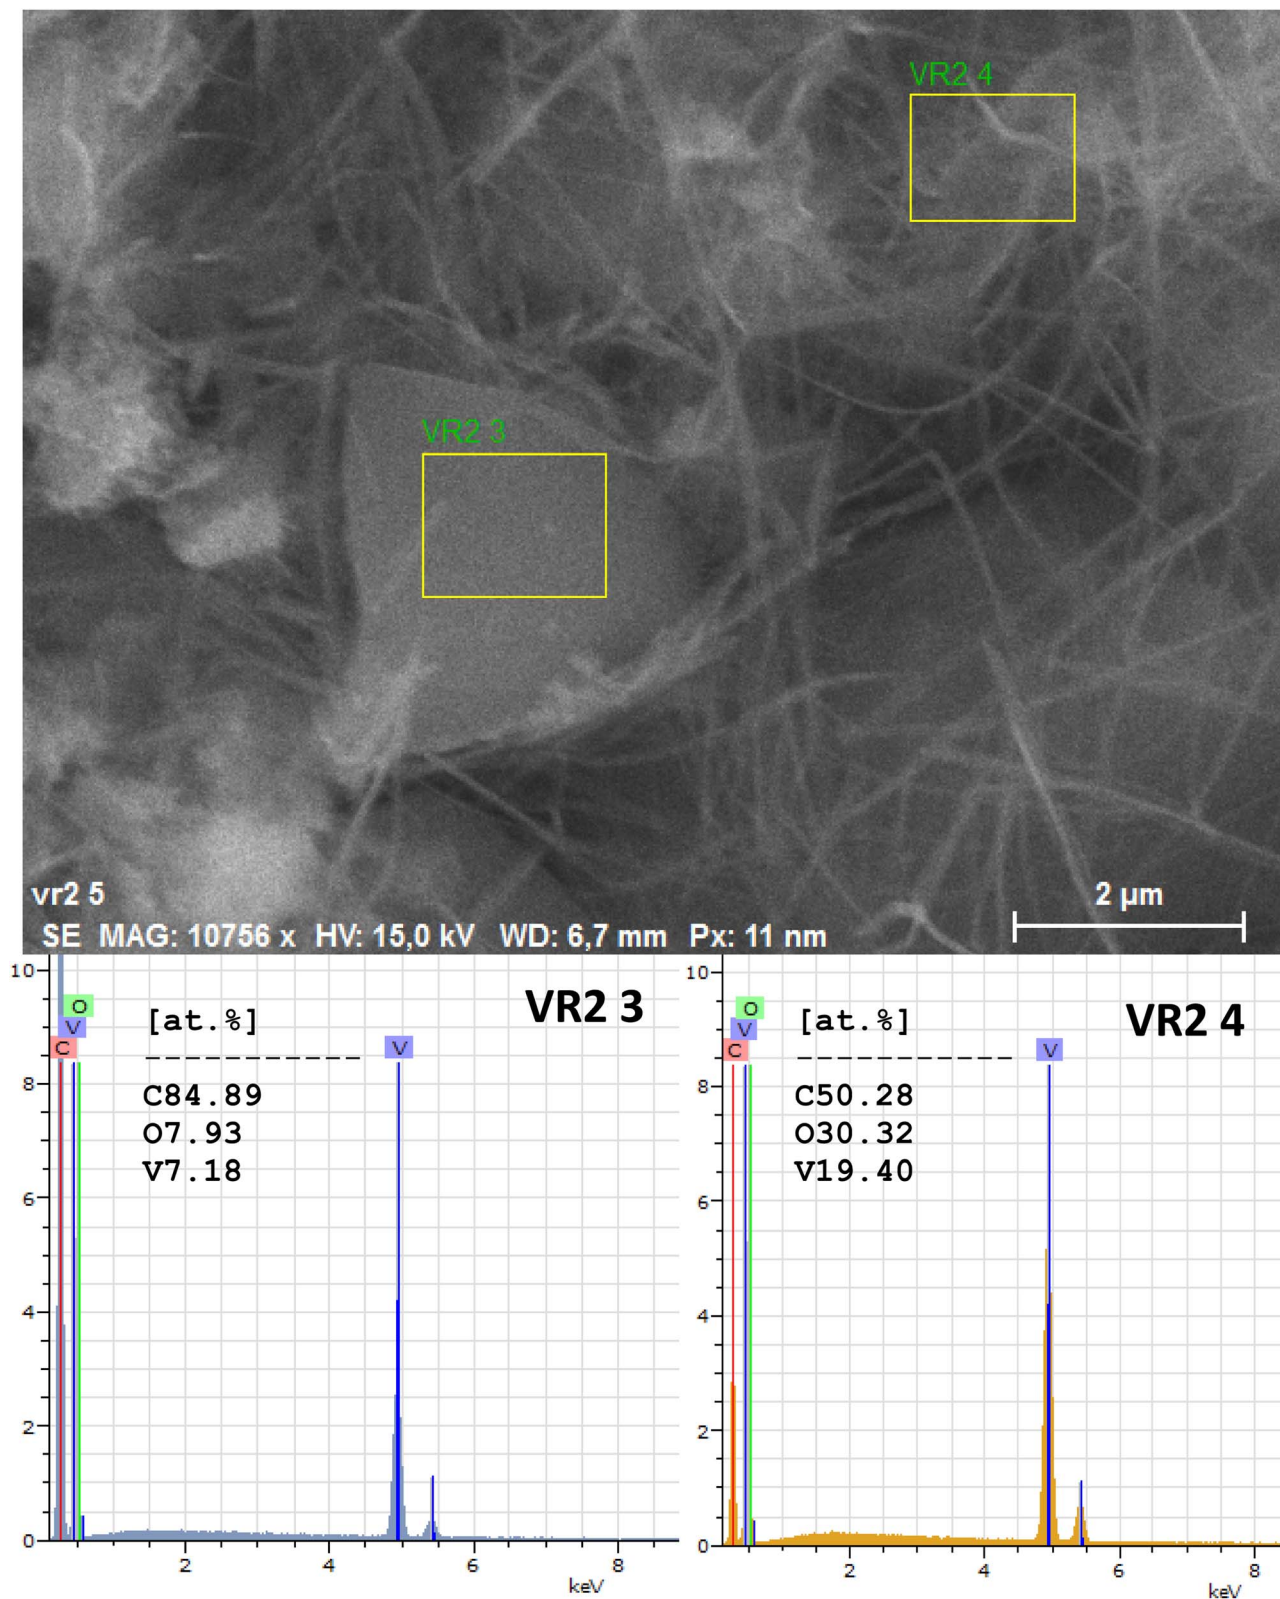 VR2 4
VR2 3
vr2 5
2 µm
SE MAG: 10756 x HV: 15,0 kV WD: 6,7 mm Px: 11 nm
10
8
6
4
2
0
O
V
C
V
[at.%]
--------------
C84.89
O7.93
V7.18
VR2 3
2
4
6
8
keV
10
8
6
4
2
0
O
V
C
V
[at.%]
--------------
C50.28
O30.32
V19.40
VR2 4
2
4
6
8
keV